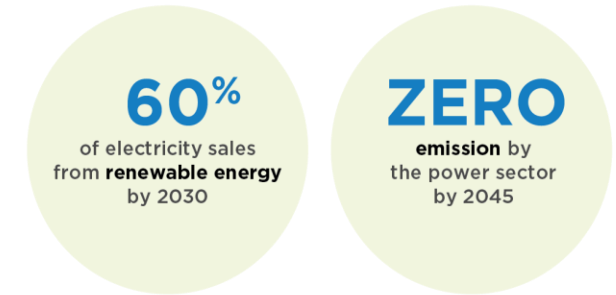 60%
of electricity sales
from renewable energy
by 2030
ZERO
emission by
the power sector
by 2045